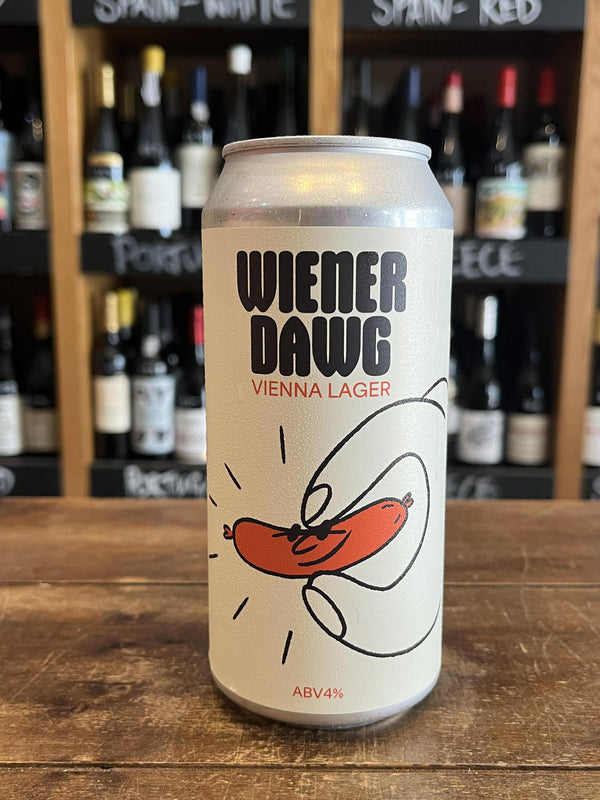 SPAIN-WHITE
SPAIN-RED
WIENER
DAWG
VIENNA LAGER
ABV4%